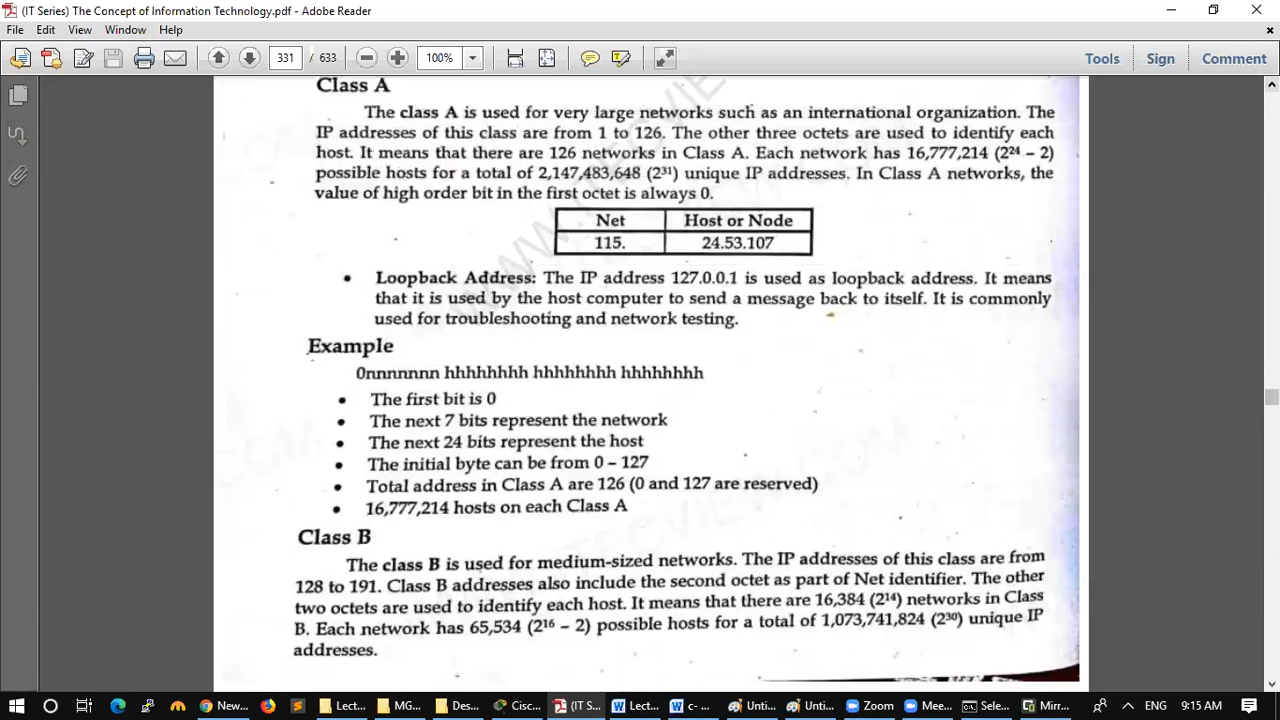 (IT Series) The Concept of Information Technology.pdf - Adobe Reader
File Edit View Window Help
331 / 633 100% Tools Sign Comment
Class A
The class A is used for very large networks such as an international organization. The
IP addresses of this class are from 1 to 126. The other three octets are used to identify each
host. It means that there are 126 networks in Class A. Each network has 16,777,214 (2²⁴ – 2)
possible hosts for a total of 2,147,483,648 (2³¹) unique IP addresses. In Class A networks, the
value of high order bit in the first octet is always 0.
Net Host or Node
115. 24.53.107
• Loopback Address: The IP address 127.0.0.1 is used as loopback address. It means
that it is used by the host computer to send a message back to itself. It is commonly
used for troubleshooting and network testing.
Example
0nnnnnnn hhhhhhhh hhhhhhhh hhhhhhhh
• The first bit is 0
• The next 7 bits represent the network
• The next 24 bits represent the host
• The initial byte can be from 0 – 127
• Total address in Class A are 126 (0 and 127 are reserved)
• 16,777,214 hosts on each Class A
Class B
The class B is used for medium-sized networks. The IP addresses of this class are from
128 to 191. Class B addresses also include the second octet as part of Net identifier. The other
two octets are used to identify each host. It means that there are 16,384 (2¹⁴) networks in Class
B. Each network has 65,534 (2¹⁶ – 2) possible hosts for a total of 1,073,741,824 (2³⁰) unique IP
addresses.
New... Lect... MG... Des... Cisc... (IT S... Lect... c- ... Unti... Unti... Zoom Mee... Sele... Mirr... ENG 9:15 AM